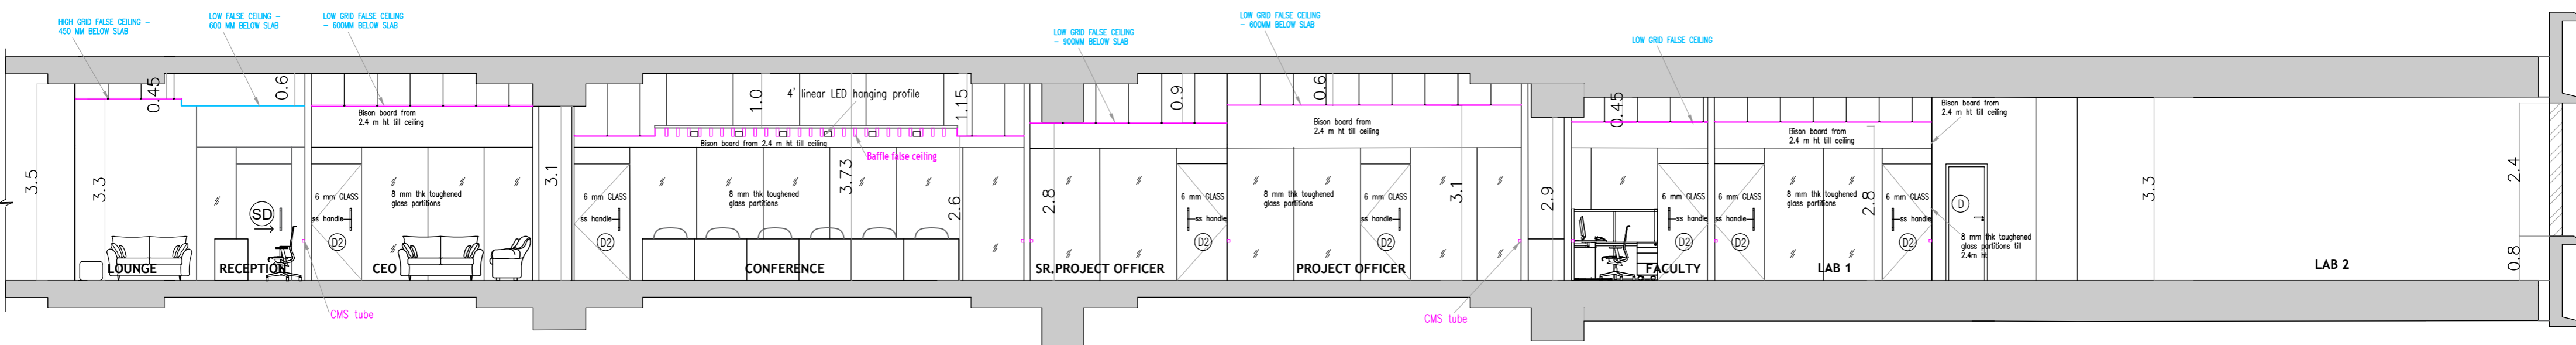 HIGH GRID FALSE CEILING -
450 MM BELOW SLAB
LOW FALSE CEILING -
600 MM BELOW SLAB
LOW GRID FALSE CEILING
- 600MM BELOW SLAB
LOW GRID FALSE CEILING
- 900MM BELOW SLAB
LOW GRID FALSE CEILING
- 600MM BELOW SLAB
LOW GRID FALSE CEILING
3.5
3.3
0.45
0.6
SD
LOUNGE
RECEPTION
CMS tube
Bison board from
2.4 m ht till ceiling
6 mm GLASS
ss handle
D2
8 mm thk toughened
glass partitions
CEO
3.1
6 mm GLASS
ss handle
D2
1.0
4' linear LED hanging profile
1.15
Bison board from 2.4 m ht till ceiling
Baffle false ceiling
8 mm thk toughened
glass partitions
3.73
2.6
CONFERENCE
2.8
0.9
6 mm GLASS
ss handle
D2
SR.PROJECT OFFICER
0.6
Bison board from
2.4 m ht till ceiling
8 mm thk toughened
glass partitions
6 mm GLASS
ss handle
D2
3.1
PROJECT OFFICER
CMS tube
2.9
0.45
6 mm GLASS
ss handle
D2
FACULTY
Bison board from
2.4 m ht till ceiling
6 mm GLASS
ss handle
D2
8 mm thk toughened
glass partitions
2.8
6 mm GLASS
ss handle
D2
LAB 1
Bison board from
2.4 m ht till ceiling
D
8 mm thk toughened
glass partitions till
2.4m ht
3.3
LAB 2
2.4
0.8